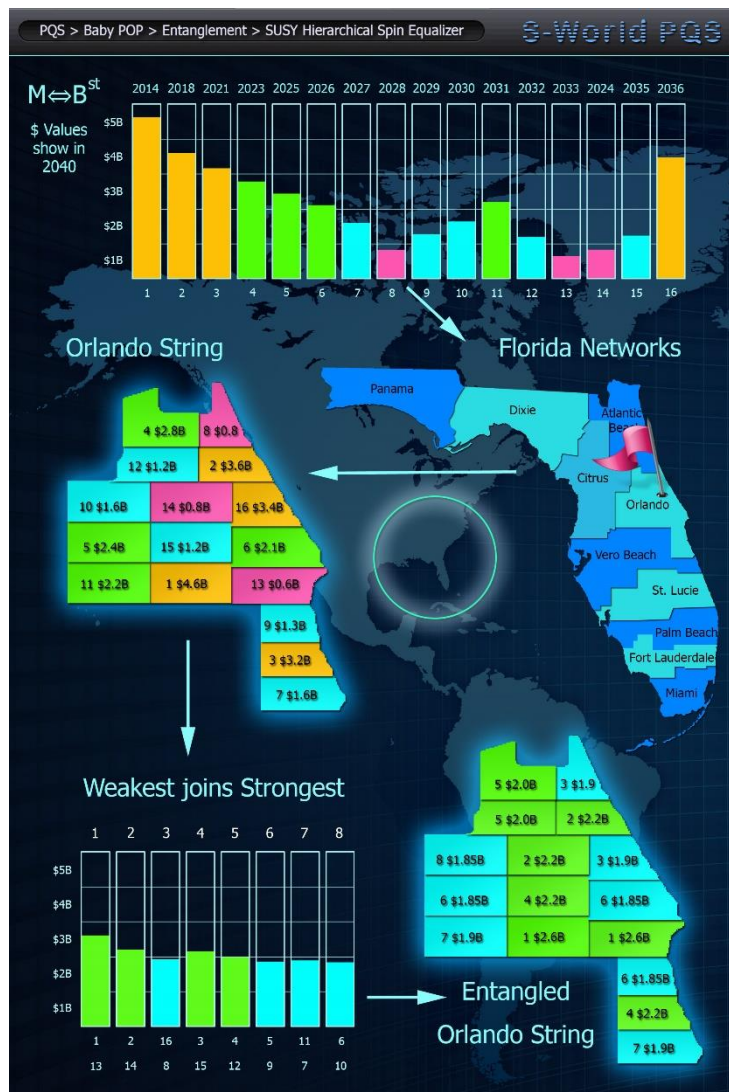 PQS > Baby POP > Entanglement > SUSY Hierarchical Spin Equalizer
S-World PQS
M⇔B st
2014 2018 2021 2023 2025 2026 2027 2028 2029 2030 2031 2032 2033 2024 2035 2036
$ Values
show in
2040
$5B
$4B
$3B
$2B
$1B
1 2 3 4 5 6 7 8 9 10 11 12 13 14 15 16
Orlando String
Florida Networks
4 $2.8B 8 $0.8
12 $1.2B 2 $3.6B
10 $1.6B 14 $0.8B 16 $3.4B
5 $2.4B 15 $1.2B 6 $2.1B
11 $2.2B 1 $4.6B 13 $0.6B
9 $1.3B
3 $3.2B
7 $1.6B
Panama
Dixie
Atlantic
Beach
Citrus
Orlando
Vero Beach
St. Lucie
Palm Beach
Fort Lauderdale
Miami
Weakest joins Strongest
1 2 3 4 5 6 7 8
$5B
$4B
$3B
$2B
$1B
1 2 16 3 4 5 11 6
13 14 8 15 12 9 7 10
5 $2.0B 3 $1.9
5 $2.0B 2 $2.2B
8 $1.85B 2 $2.2B 3 $1.9B
6 $1.85B 4 $2.2B 6 $1.85B
7 $1.9B 1 $2.6B 1 $2.6B
6 $1.85B
4 $2.2B
7 $1.9B
Entangled
Orlando String